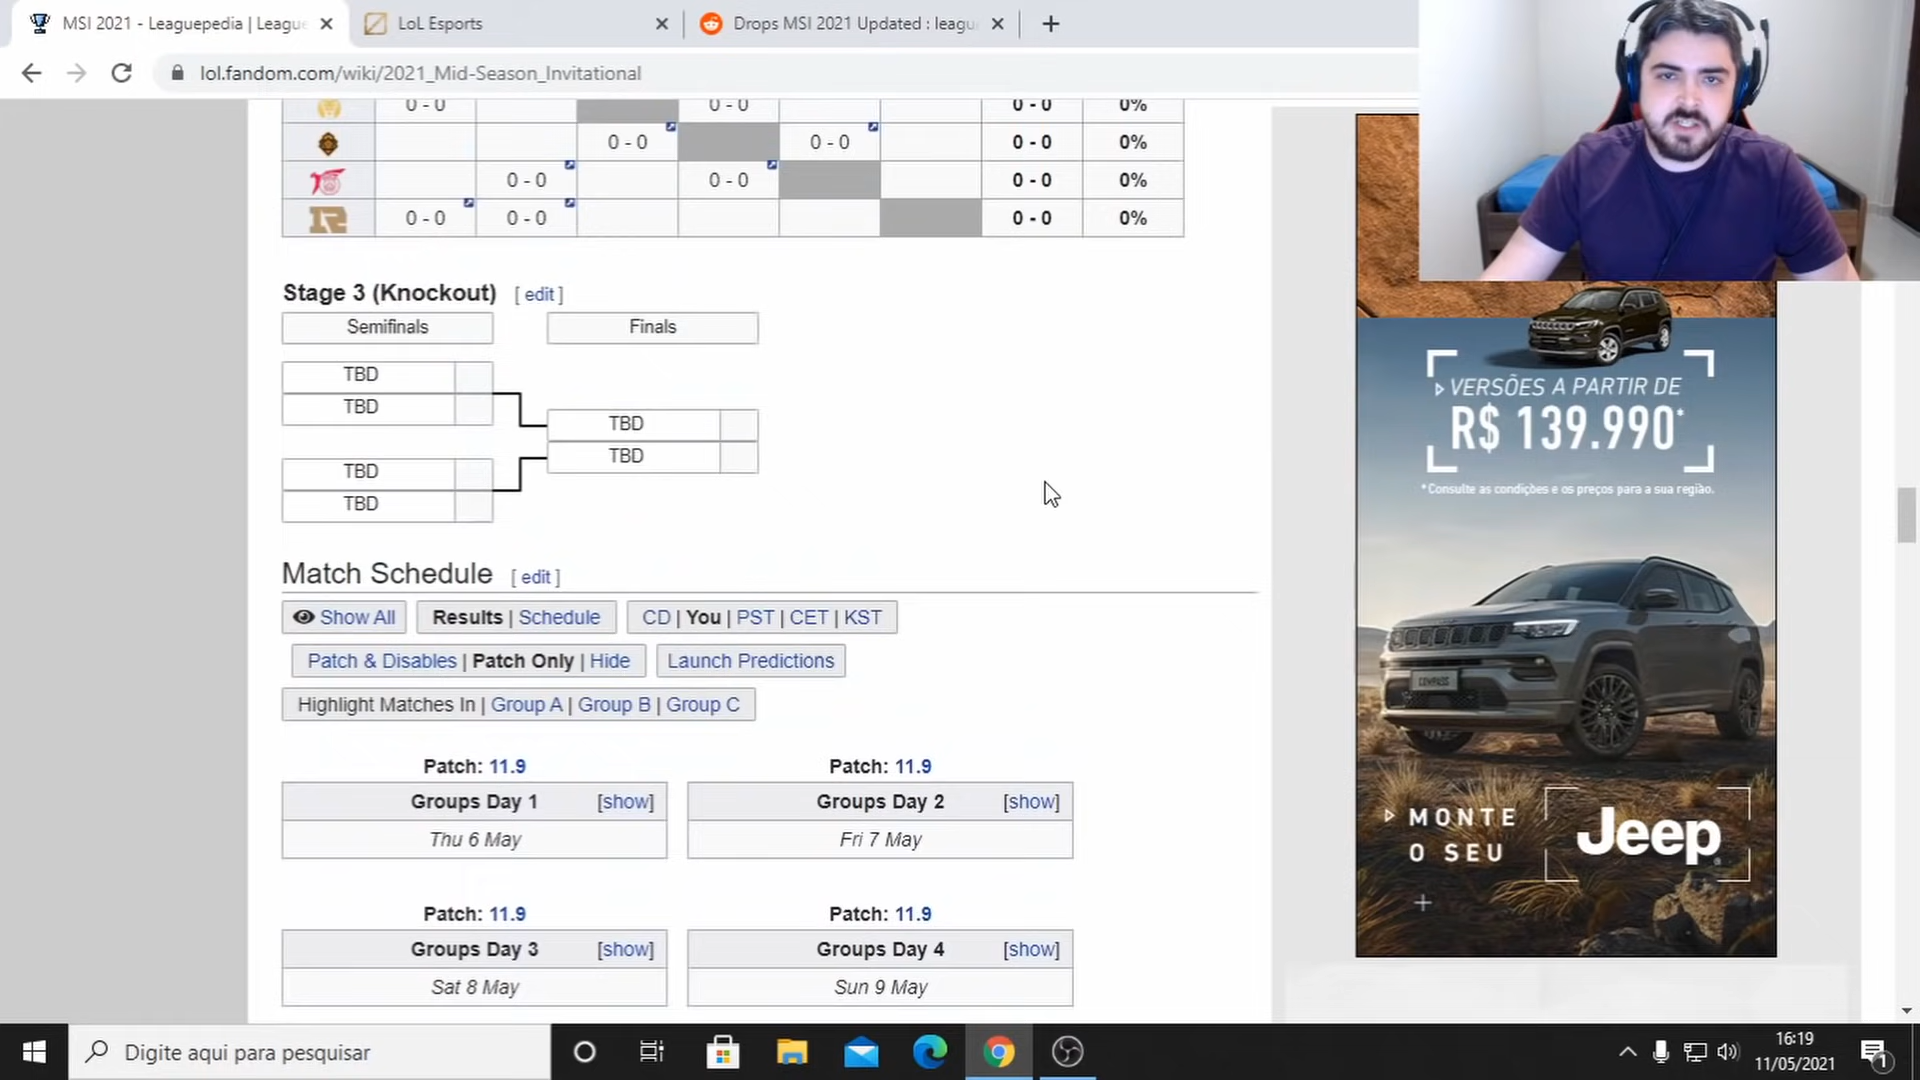 MSI 2021 - Leaguepedia | League
LoL Esports
Drops MSI 2021 Updated : leagu
lol.fandom.com/wiki/2021_Mid-Season_Invitational
0 - 0 0 - 0 0 - 0 0%
0 - 0 0 - 0 0 - 0 0%
0 - 0 0 - 0 0 - 0 0%
0 - 0 0 - 0 0 - 0 0%
Stage 3 (Knockout) [ edit ]
Semifinals Finals
TBD
TBD
TBD
TBD
TBD
TBD
Match Schedule [ edit ]
Show All Results | Schedule CD | You | PST | CET | KST
Patch & Disables | Patch Only | Hide Launch Predictions
Highlight Matches In | Group A | Group B | Group C
Patch: 11.9 Patch: 11.9
Groups Day 1 [show] Groups Day 2 [show]
Thu 6 May Fri 7 May
Patch: 11.9 Patch: 11.9
Groups Day 3 [show] Groups Day 4 [show]
Sat 8 May Sun 9 May
VERSÕES A PARTIR DE
R$ 139.990*
*Consulte as condições e os preços para a sua região.
COMPASS
MONTE
O SEU
Jeep
Digite aqui para pesquisar
16:19
11/05/2021
1